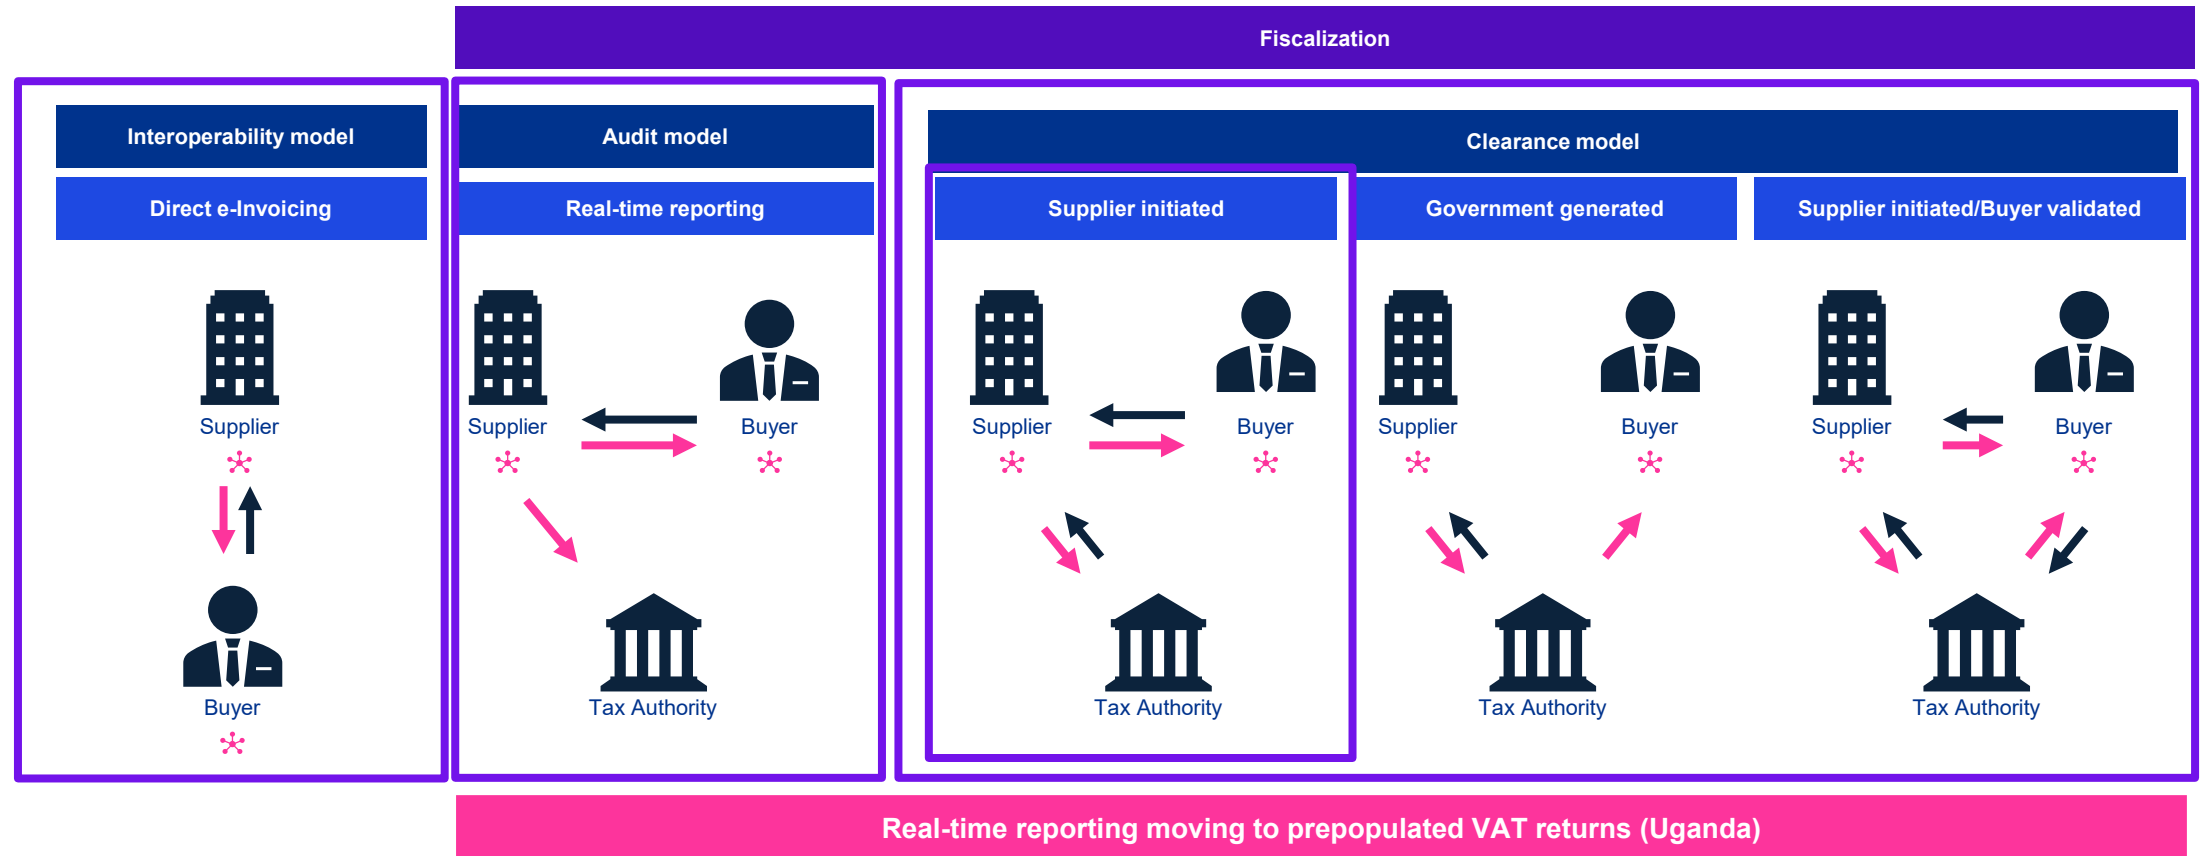 Fiscalization
Interoperability model
Direct e-Invoicing
Supplier
Buyer
Audit model
Real-time reporting
Supplier
Buyer
Tax Authority
Clearance model
Supplier initiated
Supplier
Buyer
Tax Authority
Government generated
Supplier
Buyer
Tax Authority
Supplier initiated/Buyer validated
Supplier
Buyer
Tax Authority
Real-time reporting moving to prepopulated VAT returns (Uganda)